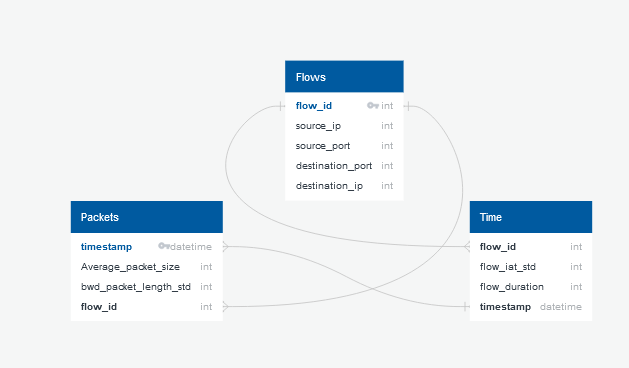 Flows
flow_id int
source_ip int
source_port int
destination_port int
destination_ip int
Packets
timestamp datetime
Average_packet_size int
bwd_packet_length_std int
flow_id int
Time
flow_id int
flow_iat_std int
flow_duration int
timestamp datetime